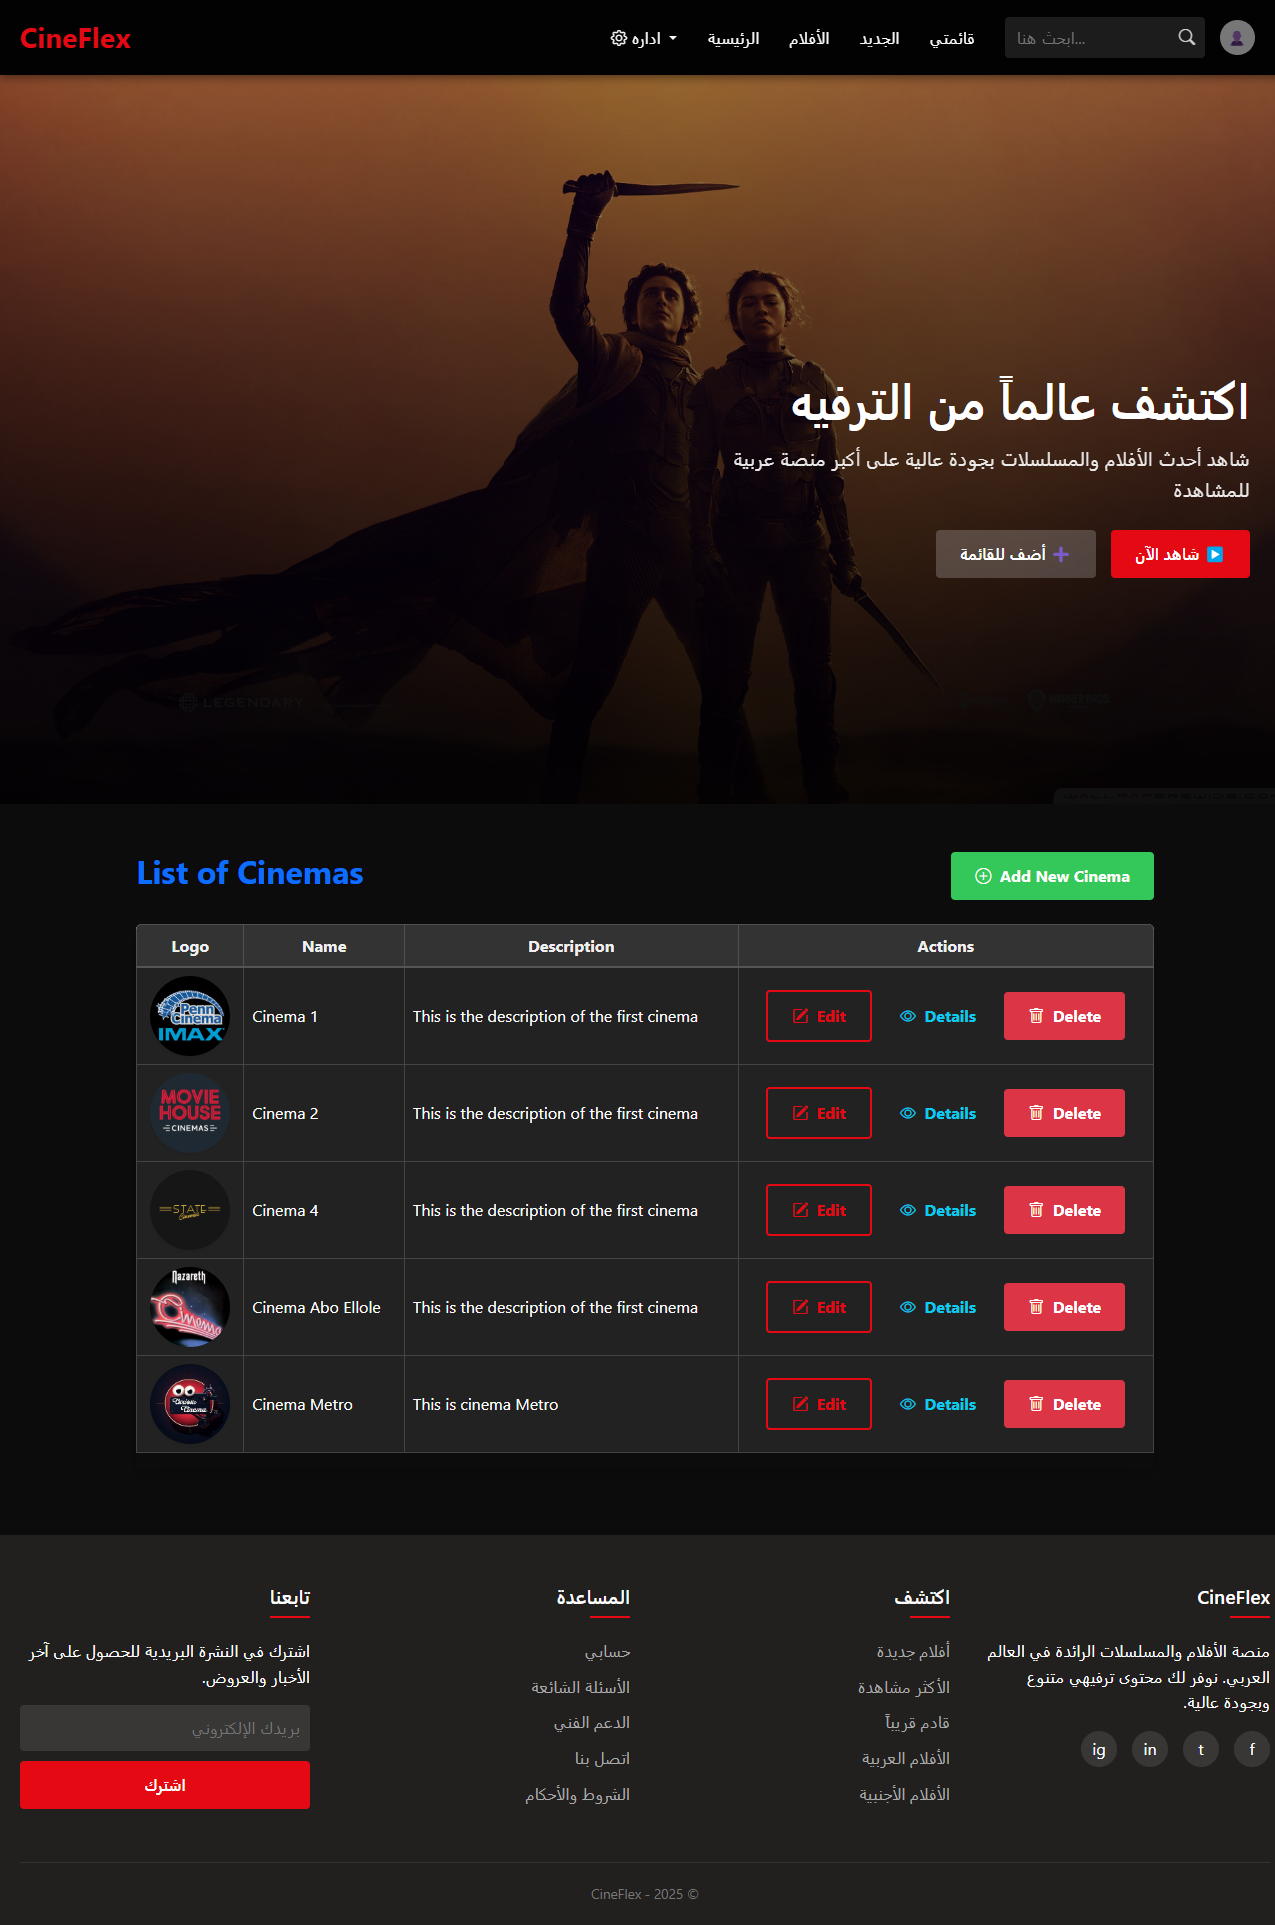 CineFlex
اداره
الرئيسية
الأفلام
الجديد
قائمتي
ابحث هنا...
اكتشف عالماً من الترفيه
شاهد أحدث الأفلام والمسلسلات بجودة عالية على أكبر منصة عربية
للمشاهدة
شاهد الآن
أضف للقائمة
LEGENDARY
List of Cinemas
Add New Cinema
Logo Name Description Actions
Penn Cinema IMAX
Cinema 1 This is the description of the first cinema Edit Details Delete
MOVIE HOUSE CINEMAS
Cinema 2 This is the description of the first cinema Edit Details Delete
STATE Cinemas
Cinema 4 This is the description of the first cinema Edit Details Delete
Nazareth Cinema
Cinema Abo Ellole This is the description of the first cinema Edit Details Delete
Cinema Metro This is cinema Metro Edit Details Delete
CineFlex
منصة الأفلام والمسلسلات الرائدة في العالم
العربي. نوفر لك محتوى ترفيهي متنوع
وبجودة عالية.
f t in ig
اكتشف
أفلام جديدة
الأكثر مشاهدة
قادم قريباً
الأفلام العربية
الأفلام الأجنبية
المساعدة
حسابي
الأسئلة الشائعة
الدعم الفني
اتصل بنا
الشروط والأحكام
تابعنا
اشترك في النشرة البريدية للحصول على آخر
الأخبار والعروض.
بريدك الإلكتروني
اشترك
CineFlex - 2025 ©